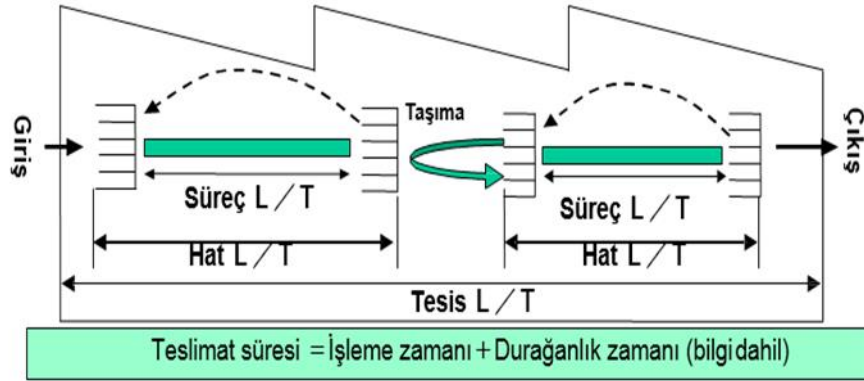 Taşıma
Giriş
Çıkış
Süreç L / T
Süreç L / T
Hat L / T
Hat L / T
Tesis L / T
Teslimat süresi = İşleme zamanı + Durağanlık zamanı (bilgi dahil)